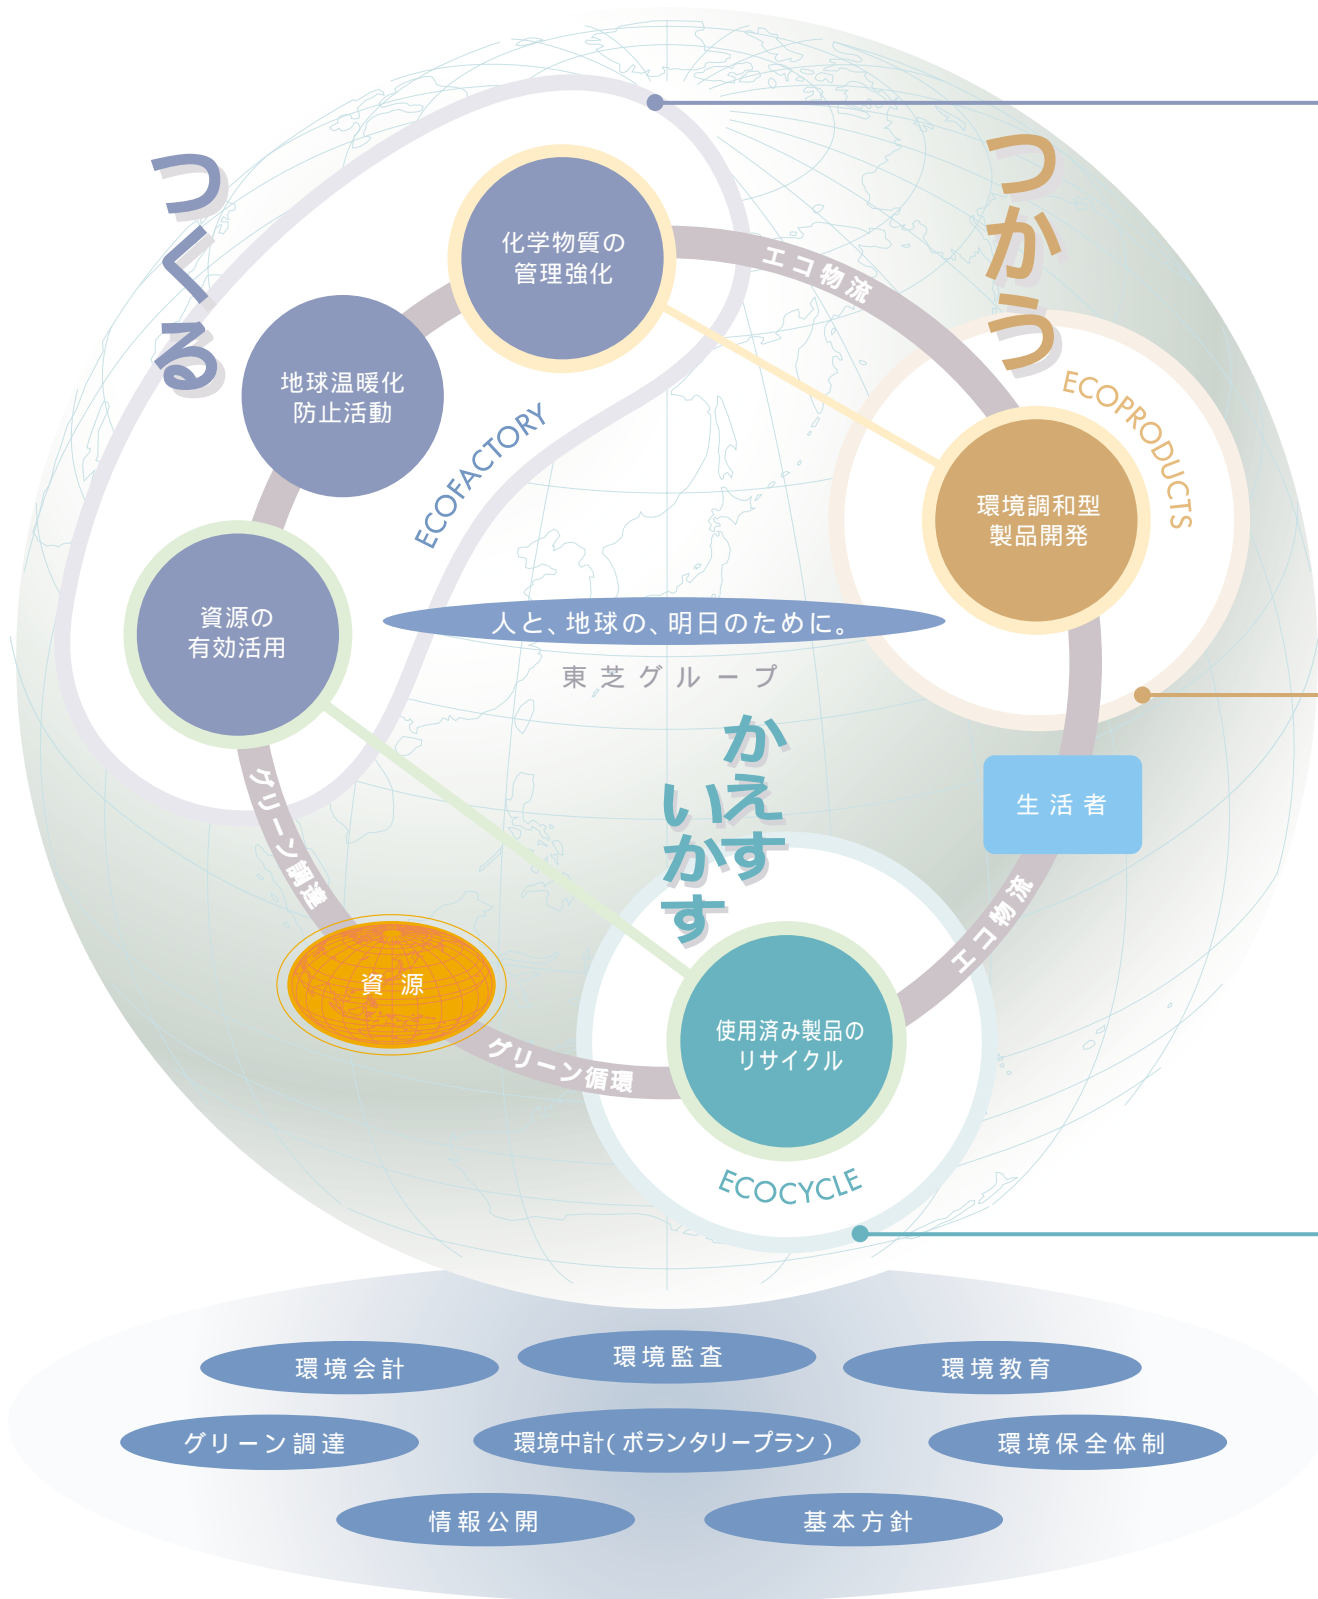 つくる
つかう
化学物質の
管理強化
エコ物流
地球温暖化
防止活動
ECOFACTORY
ECOPRODUCTS
環境調和型
製品開発
資源の
有効活用
人と、地球の、明日のために。
東芝グループ
かえす
いかす
生活者
グリーン調達
エコ物流
資源
グリーン循環
使用済み製品の
リサイクル
ECOCYCLE
環境会計
環境監査
環境教育
グリーン調達
環境中計(ボランタリープラン)
環境保全体制
情報公開
基本方針